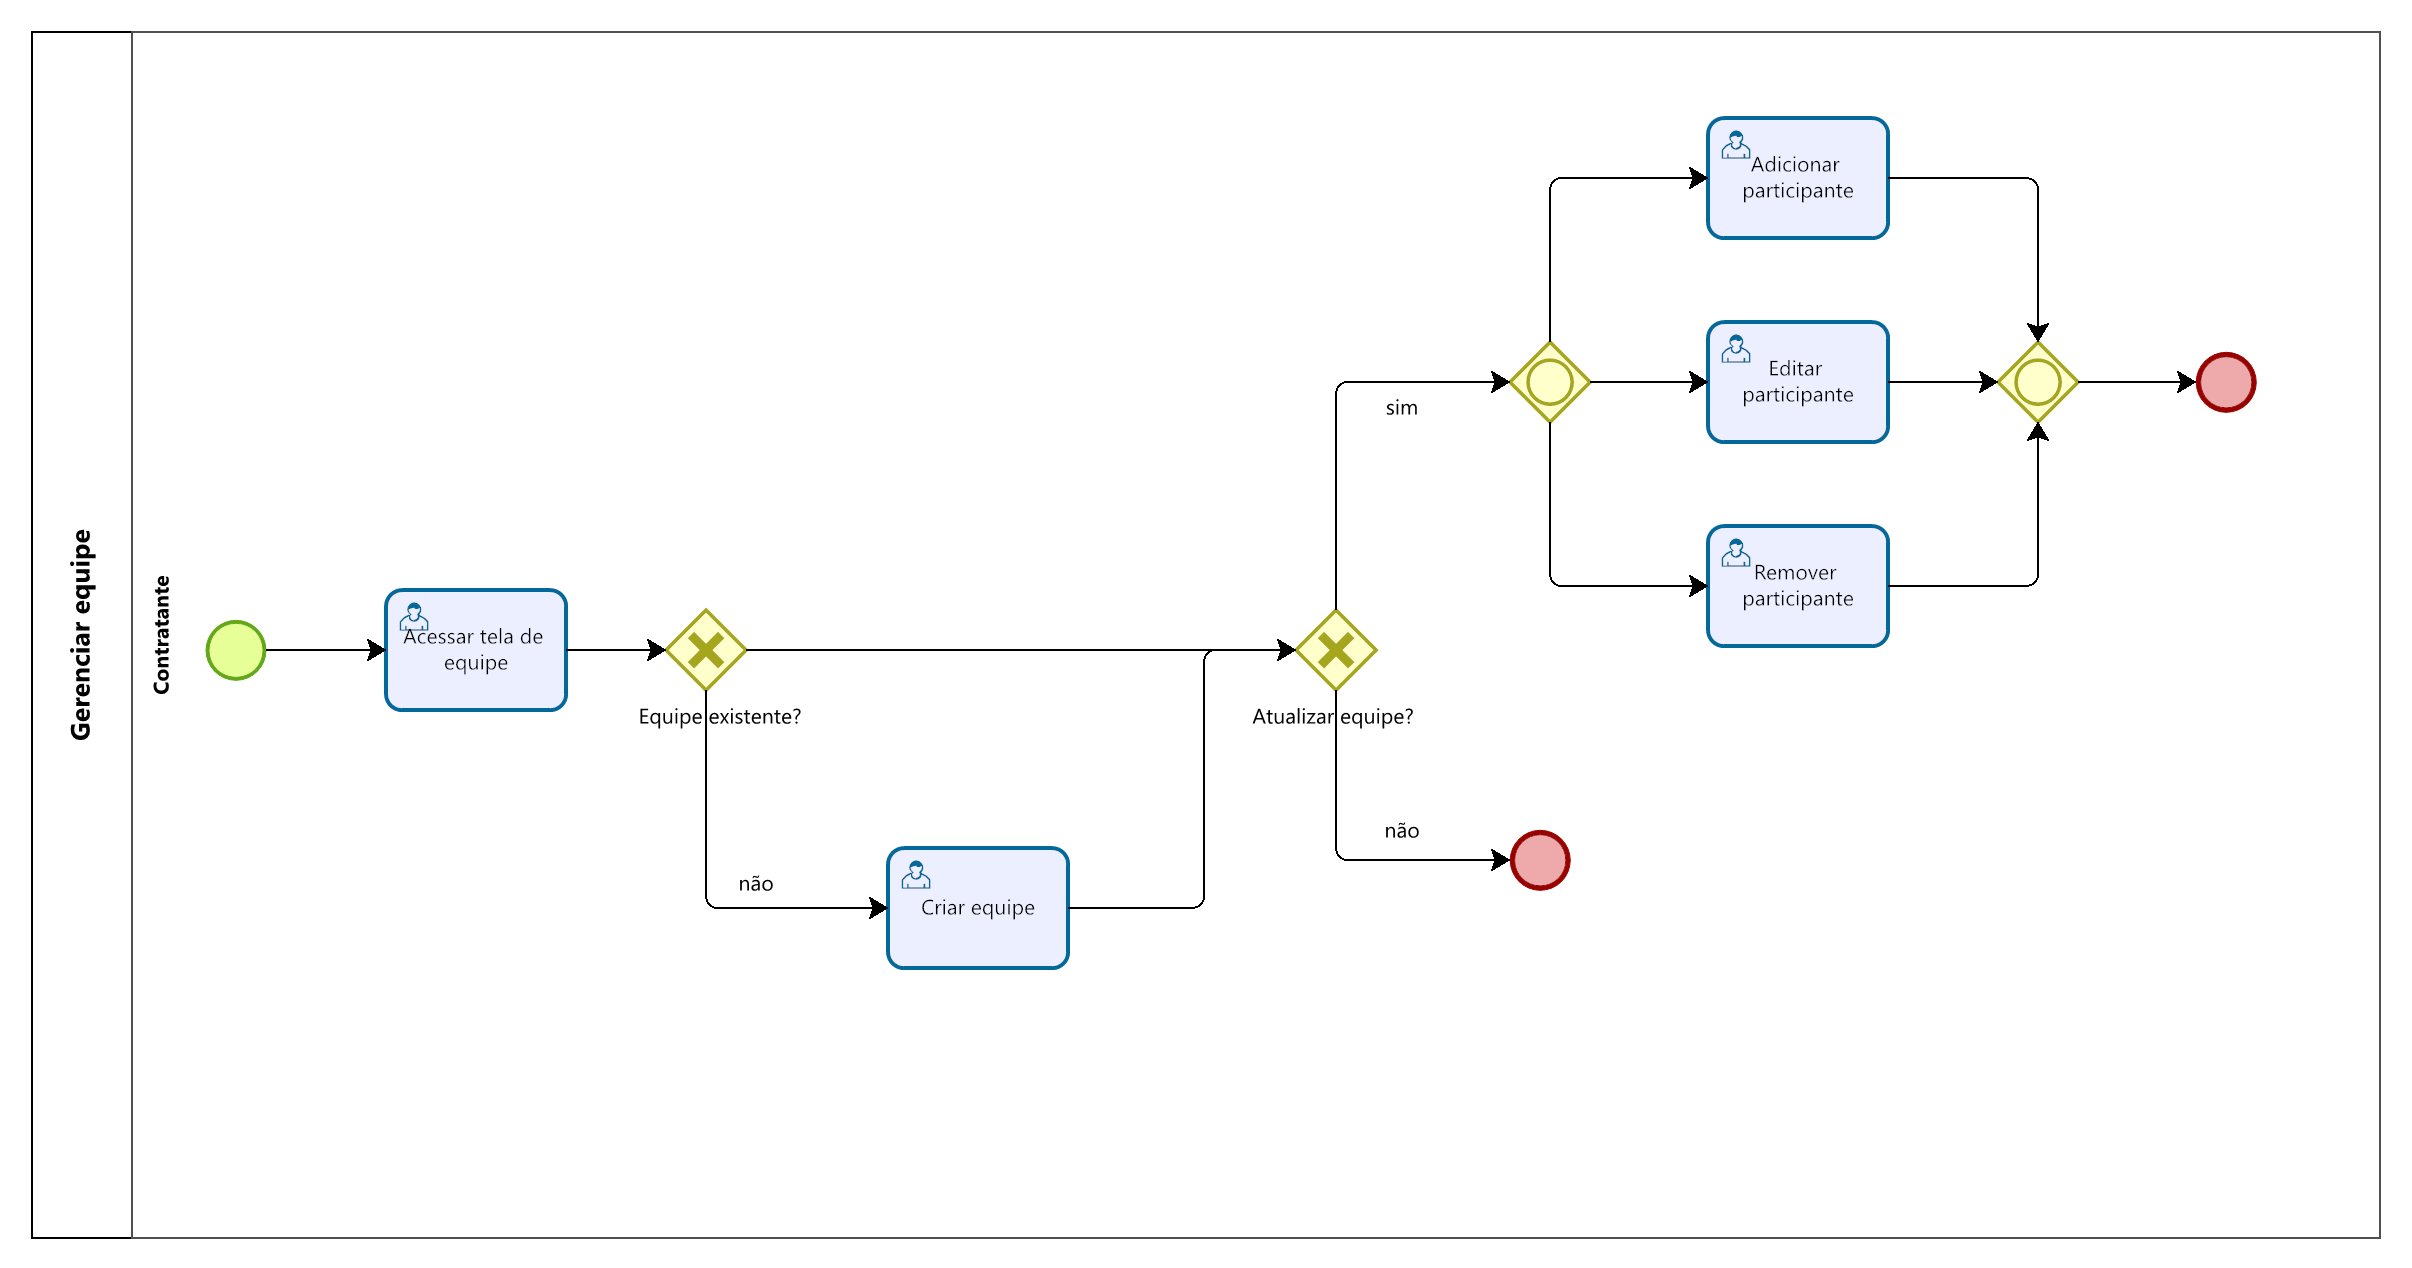 Gerenciar equipe
Contratante
Acessar tela de
equipe
Equipe existente?
não
Criar equipe
Atualizar equipe?
sim
não
Adicionar
participante
Editar
participante
Remover
participante